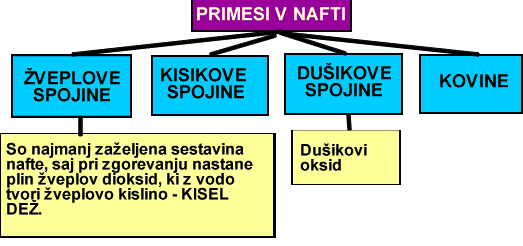 PRIMESI V NAFTI
ŽVEPLOVE
SPOJINE
KISIKOVE
SPOJINE
DUŠIKOVE
SPOJINE
KOVINE
So najmanj zaželjena sestavina
nafte, saj pri zgorevanju nastane
plin žveplov dioksid, ki z vodo
tvori žveplovo kislino - KISEL
DEŽ.
Dušikovi
oksid